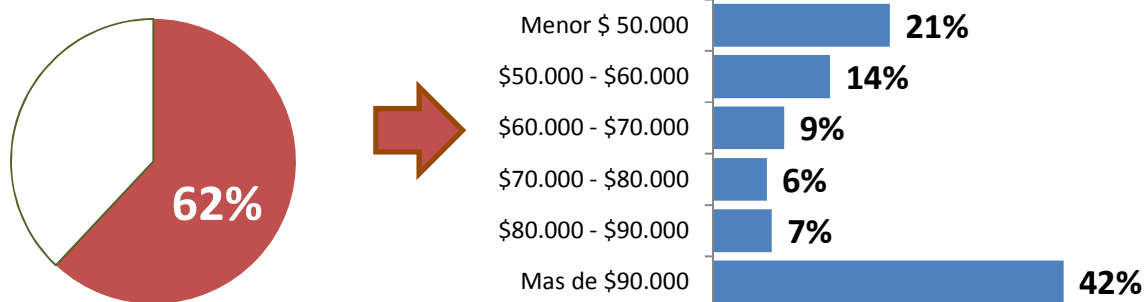 62%
Menor $ 50.000 21%
$50.000 - $60.000 14%
$60.000 - $70.000 9%
$70.000 - $80.000 6%
$80.000 - $90.000 7%
Mas de $90.000 42%